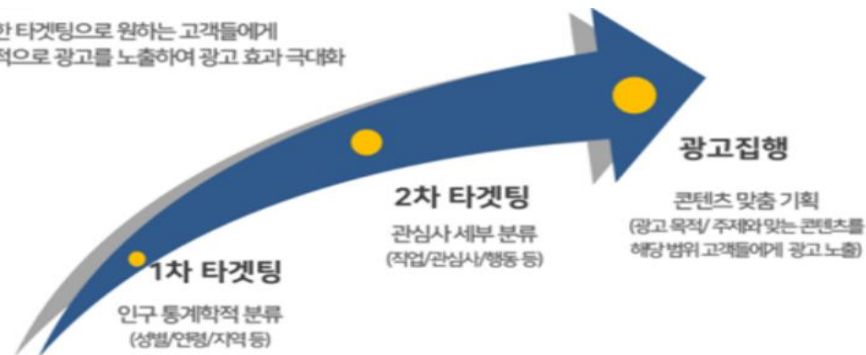 한 타겟팅으로 원하는 고객들에게
적으로 광고를 노출하여 광고 효과 극대화
1차 타겟팅
인구 통계학적 분류
(성별/연령/지역 등)
2차 타겟팅
관심사 세부 분류
(직업/관심사/행동 등)
광고집행
콘텐츠 맞춤 기획
(광고 목적/ 주제와 맞는 콘텐츠를
해당 범위 고객들에게 광고 노출)